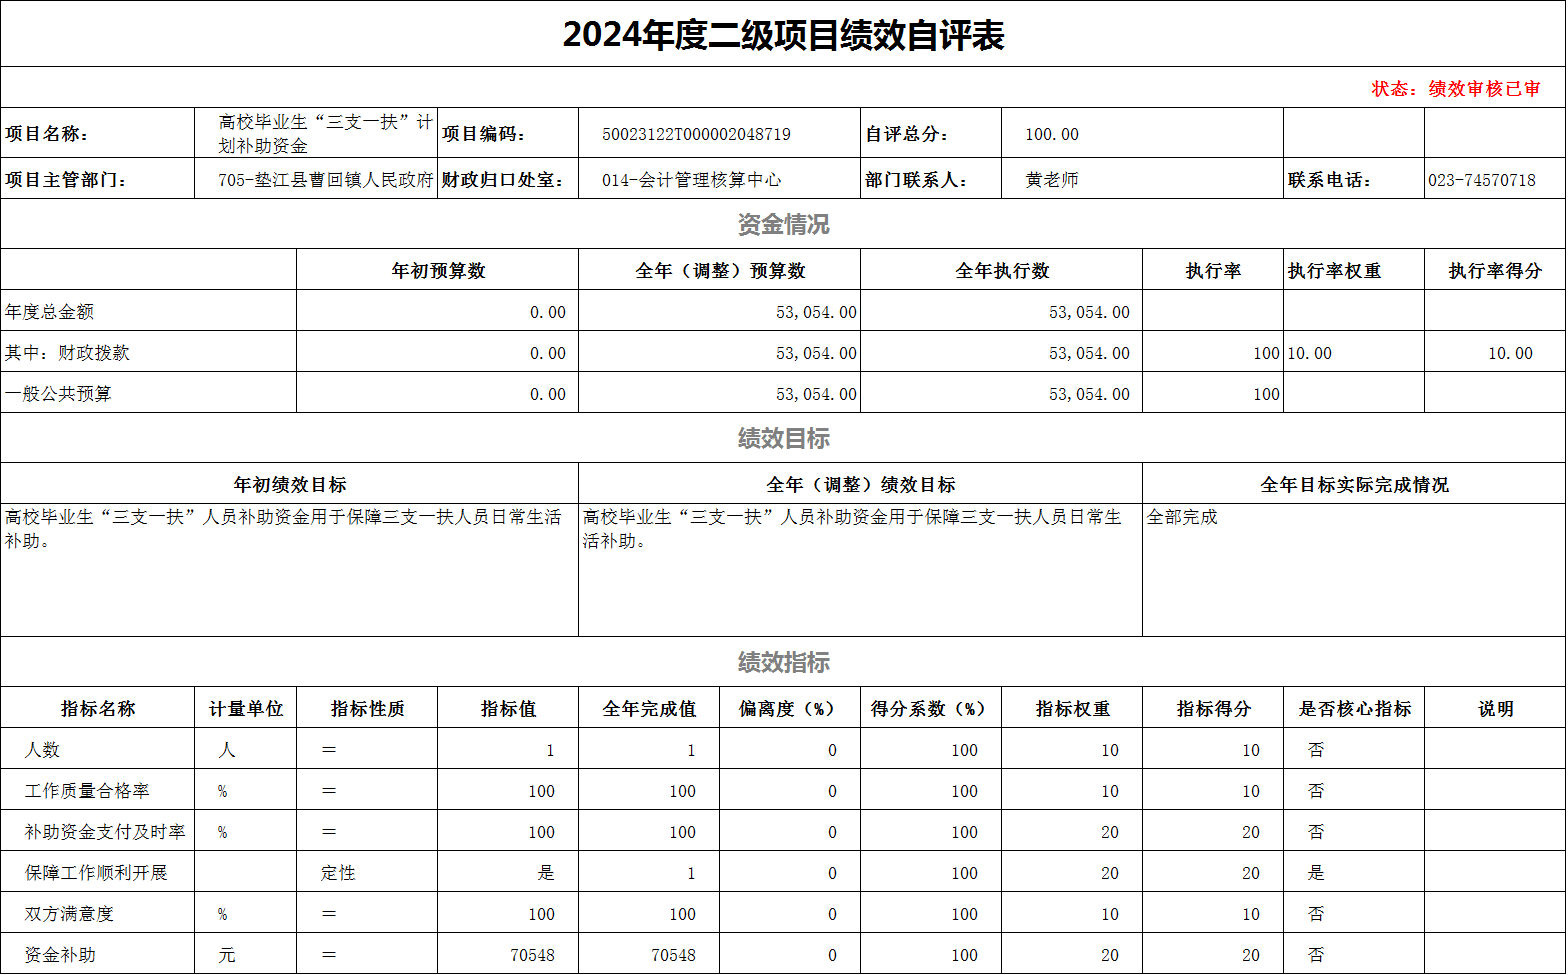 2024年度二级项目绩效自评表
状态：绩效审核已审
项目名称： 高校毕业生“三支一扶”计划补助资金 项目编码： 50023122T000002048719 自评总分： 100.00
项目主管部门： 705-垫江县曹回镇人民政府 财政归口处室： 014-会计管理核算中心 部门联系人： 黄老师 联系电话： 023-74570718
资金情况
年初预算数 全年（调整）预算数 全年执行数 执行率 执行率权重 执行率得分
年度总金额 0.00 53,054.00 53,054.00
其中：财政拨款 0.00 53,054.00 53,054.00 100 10.00 10.00
一般公共预算 0.00 53,054.00 53,054.00 100
绩效目标
年初绩效目标 全年（调整）绩效目标 全年目标实际完成情况
高校毕业生“三支一扶”人员补助资金用于保障三支一扶人员日常生活
补助。
高校毕业生“三支一扶”人员补助资金用于保障三支一扶人员日常生
活补助。
全部完成
绩效指标
指标名称 计量单位 指标性质 指标值 全年完成值 偏离度（%） 得分系数（%） 指标权重 指标得分 是否核心指标 说明
人数 人 ＝ 1 1 0 100 10 10 否
工作质量合格率 % ＝ 100 100 0 100 10 10 否
补助资金支付及时率 % ＝ 100 100 0 100 20 20 否
保障工作顺利开展 定性 是 1 0 100 20 20 是
双方满意度 % ＝ 100 100 0 100 10 10 否
资金补助 元 ＝ 70548 70548 0 100 20 20 否